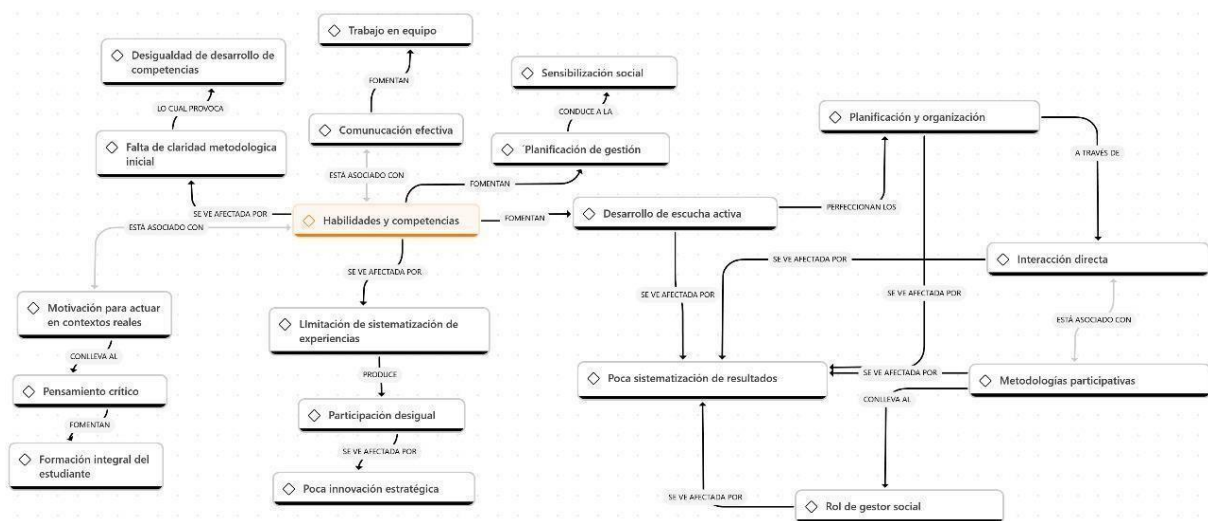 Trabajo en equipo
Desigualdad de desarrollo de
competencias
Sensibilización social
FOMENTAN
LO CUAL PROVOCA
CONDUCE A LA
Planificación y organización
Comunucación efectiva
Falta de claridad metodologica
inicial
´Planificación de gestión
A TRAVÉS DE
ESTÁ ASOCIADO CON
FOMENTAN
SE VE AFECTADA POR
Habilidades y competencias
FOMENTAN
Desarrollo de escucha activa
PERFECCIONAN LOS
ESTÁ ASOCIADO CON
SE VE AFECTADA POR
Interacción directa
SE VE AFECTADA POR
SE VE AFECTADA POR
SE VE AFECTADA POR
Motivación para actuar
en contextos reales
LImitación de sistematización de
experiencias
ESTÁ ASOCIADO CON
CONLLEVA AL
PRODUCE
Poca sistematización de resultados
SE VE AFECTADA POR
Metodologías participativas
Pensamiento crítico
CONLLEVA AL
Participación desigual
FOMENTAN
SE VE AFECTADA POR
Formación integral del
estudiante
Poca innovación estratégica
SE VE AFECTADA POR
Rol de gestor social